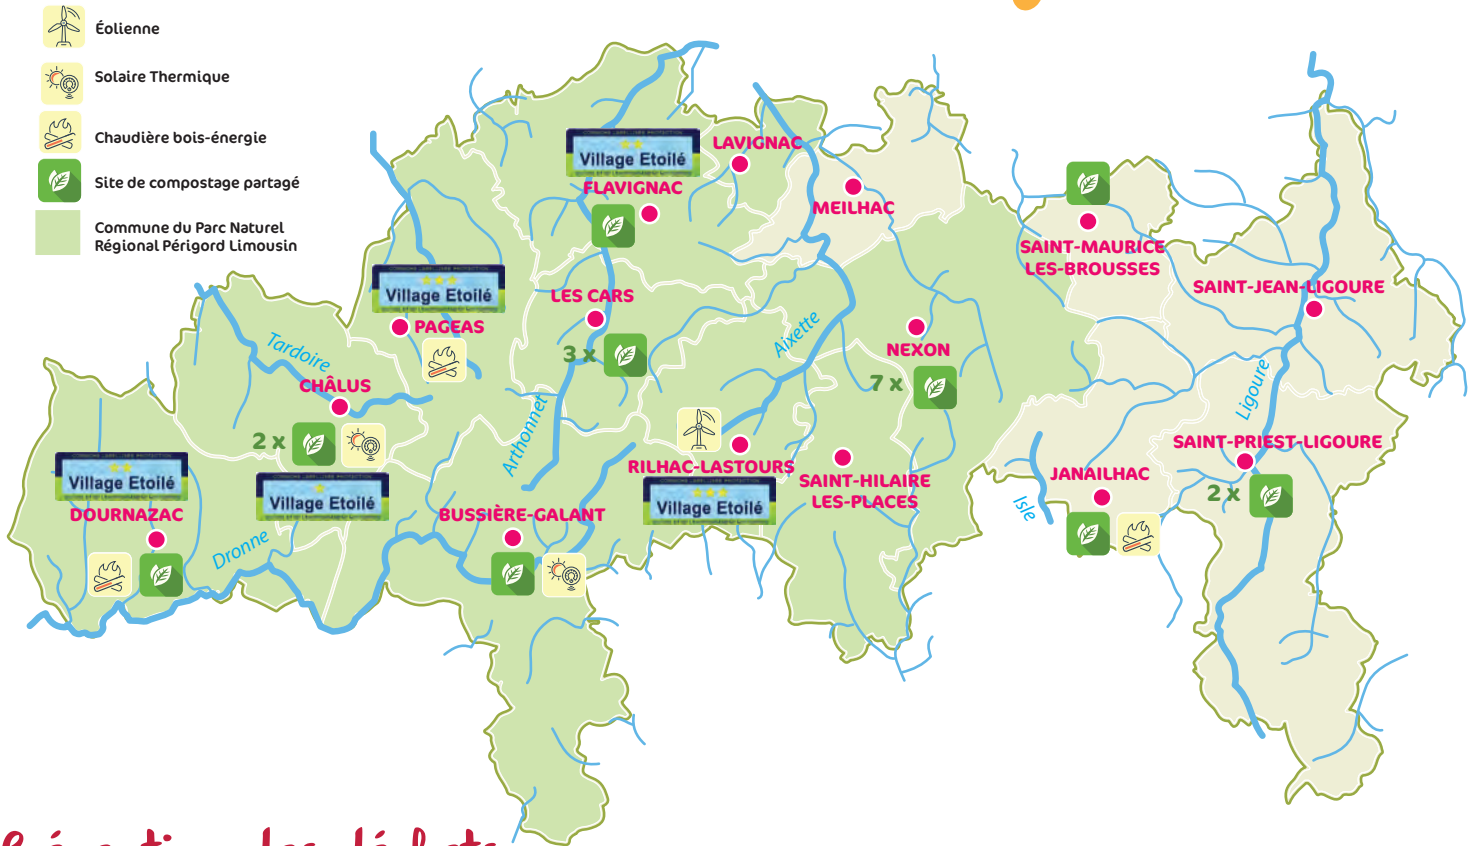 Éolienne
Solaire Thermique
Chaudière bois-énergie
Site de compostage partagé
Commune du Parc Naturel
Régional Périgord Limousin
Village Etoilé
FLAVIGNAC
LAVIGNAC
MEILHAC
SAINT-MAURICE
LES-BROUSSES
SAINT-JEAN-LIGOURE
Village Etoilé
PAGEAS
LES CARS
3 x
Aixette
NEXON
7 x
Tardoire
CHÂLUS
2 x
Village Etoilé
Arthonnet
Ligoure
RILHAC-LASTOURS
Village Etoilé
SAINT-HILAIRE
LES-PLACES
SAINT-PRIEST-LIGOURE
2 x
JANAILHAC
Isle
Village Etoilé
DOURNAZAC
Dronne
BUSSIÈRE-GALANT